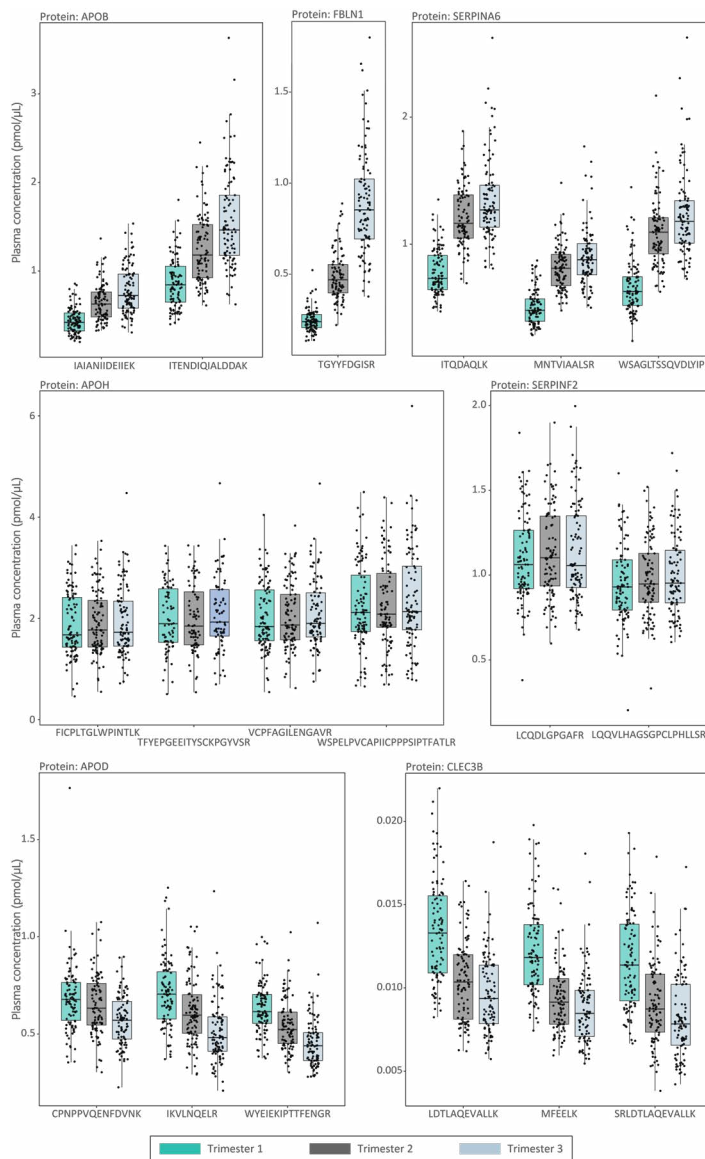 Protein: APOB
Protein: FBLN1
Protein: SERPINA6
Plasma concentration (pmol/µL)
3
2
1
1.5
1.0
0.5
2
1
IAIANIIDEIIEK
ITENDIQIALDDAK
TGYYFDGISR
ITQDAQLK
MNTVIAALSR
WSAGLTSSQVDLYIP
Protein: APOH
Protein: SERPINF2
Plasma concentration (pmol/µL)
6
4
2
0
2.0
1.5
1.0
0.5
FICPLTGLWPINTLK
VCPFAGILENGAVR
TFYEPGEEITYSCKPGYVSR
WSPELPVCAPIICPPPSIPTFATLR
LCQDLGPGAFR
LQQVLHAGSGPCLPHLLSR
Protein: APOD
Protein: CLEC3B
Plasma concentration (pmol/µL)
1.5
1.0
0.5
0.020
0.015
0.010
0.005
CPNPPVQENFDVNK
IKVLNQELR
WYEIEKIPTTFENGR
LDTLAQEVALLK
MFEELK
SRLDTLAQEVALLK
Trimester 1
Trimester 2
Trimester 3